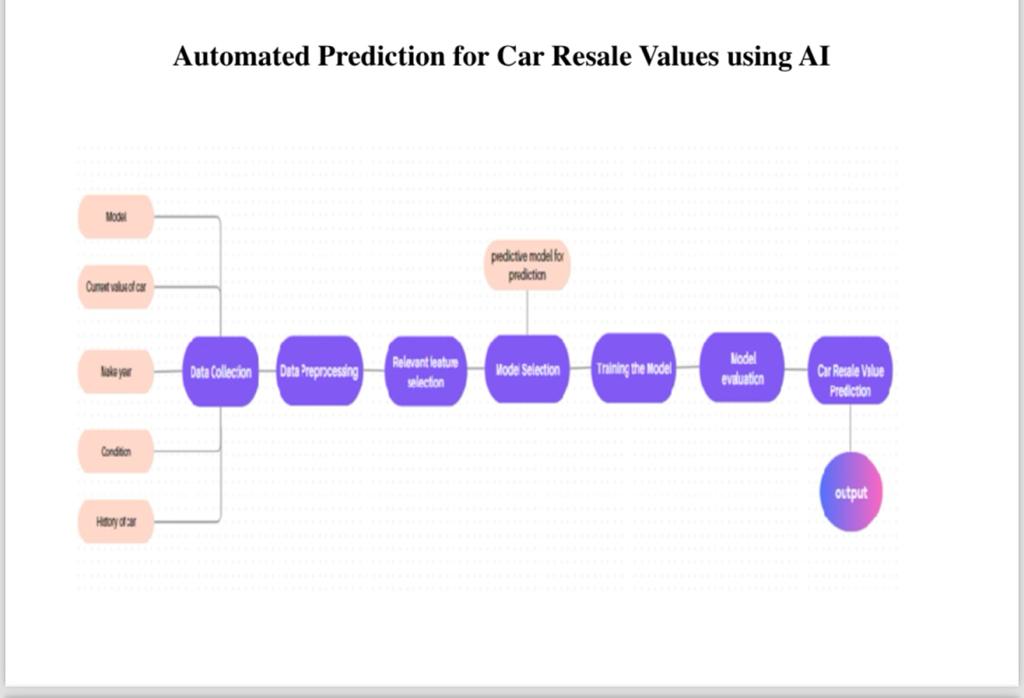 Automated Prediction for Car Resale Values using AI
Model
Current value of car
Make year
Condition
History of car
Data Collection
Data Preprocessing
Relevant feature
selection
predictive model for
prediction
Model Selection
Training the Model
Model
evaluation
Car Resale Value
Prediction
output